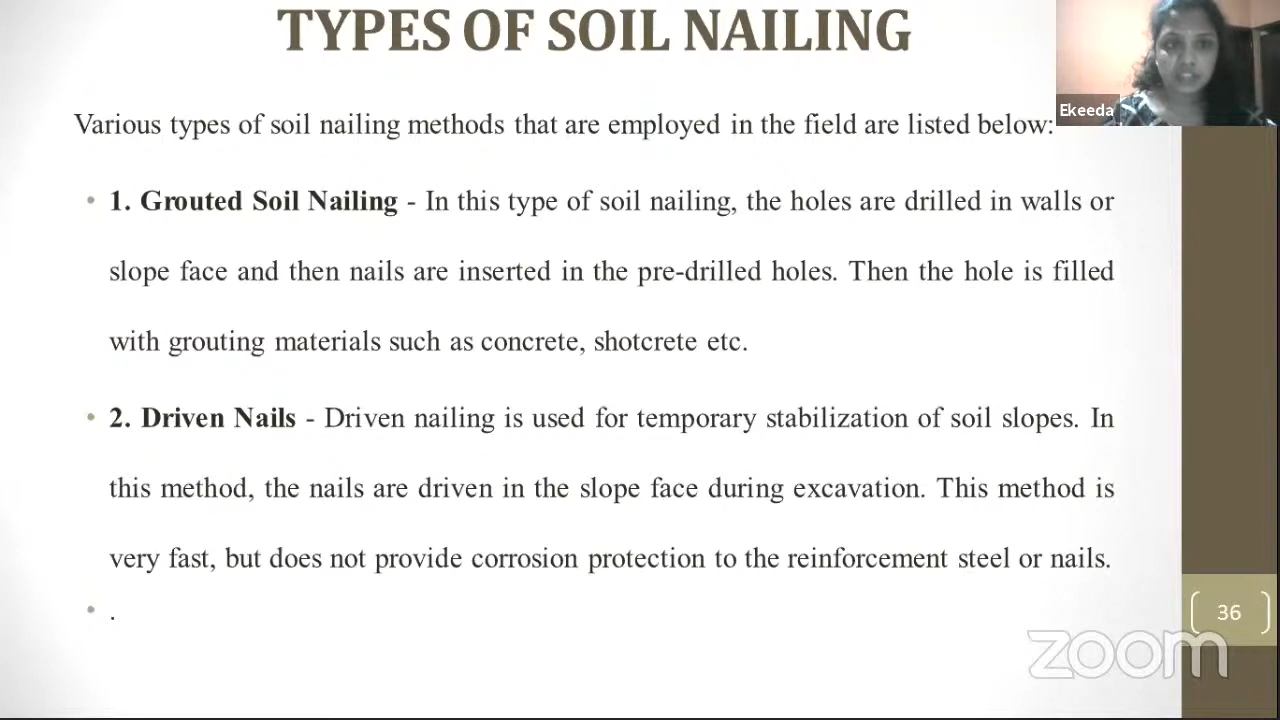 TYPES OF SOIL NAILING
Ekeeda
Various types of soil nailing methods that are employed in the field are listed below:
• 1. Grouted Soil Nailing - In this type of soil nailing, the holes are drilled in walls or
slope face and then nails are inserted in the pre-drilled holes. Then the hole is filled
with grouting materials such as concrete, shotcrete etc.
• 2. Driven Nails - Driven nailing is used for temporary stabilization of soil slopes. In
this method, the nails are driven in the slope face during excavation. This method is
very fast, but does not provide corrosion protection to the reinforcement steel or nails.
• .
36
zoom